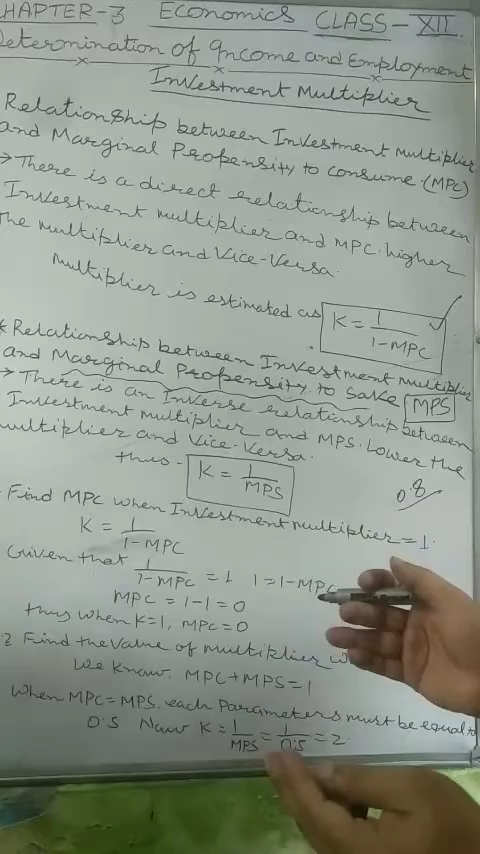 HAPTER-3 Economics CLASS-XII.
Determination of Income and Employment
Investment Multiplier
Relationship between Investment multiplier
and Marginal Propensity to consume.(MPC)
→ There is a direct relationship between
Investment multiplier and MPC. higher
the multiplier and Vice-Versa.
multiplier is estimated as K = 1/1-MPC ✓
* Relationship between Investment Multiplier
and Marginal Propensity to Save MPS
→ There is an Inverse relationship between
Investment multiplier and MPS. Lower the
multiplier and Vice-Versa.
thus - K = 1/MPS
0.8
Find MPC when Investment multiplier = 1.
K = 1/1-MPC
Given that 1/1-MPC = 1 1 = 1-MPC
MPC = 1-1 = 0
thus when K=1, MPC=0
2 Find the value of multiplier
We know. MPC+MPS=1
When MPC=MPS, each Parameters must be equal to
0.5 Now K = 1/MPS = 1/0.5 = 2